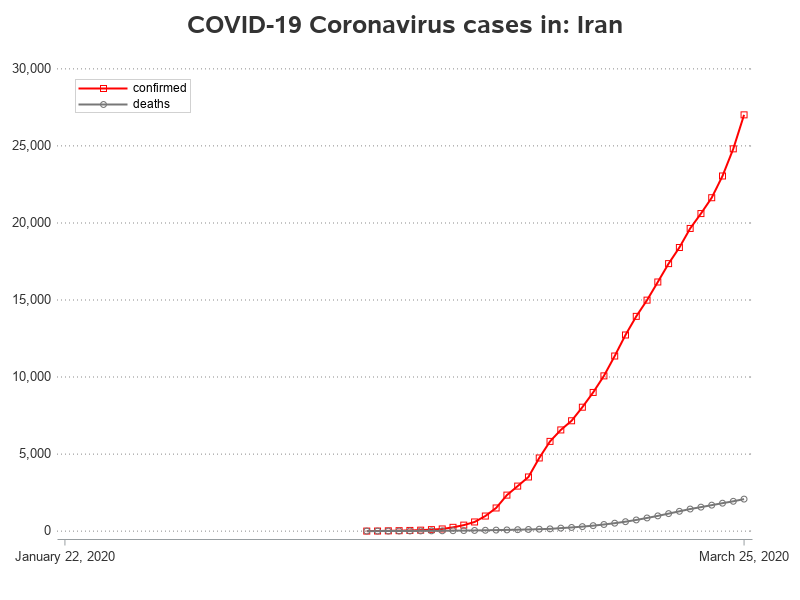 COVID-19 Coronavirus cases in: Iran
30,000
confirmed
deaths
25,000
20,000
15,000
10,000
5,000
0
January 22, 2020
March 25, 2020